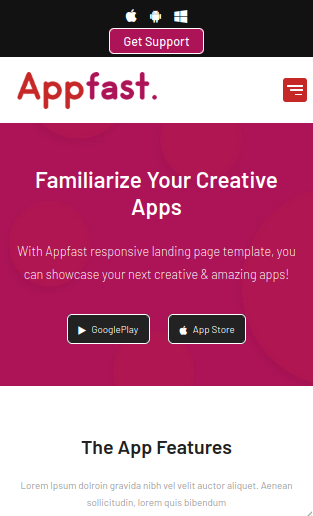 Get Support
Appfast.
Familiarize Your Creative
Apps
With Appfast responsive landing page template, you
can showcase your next creative & amazing apps!
GooglePlay
App Store
The App Features
Lorem Ipsum dolroin gravida nibh vel velit auctor aliquet. Aenean
sollicitudin, lorem quis bibendum